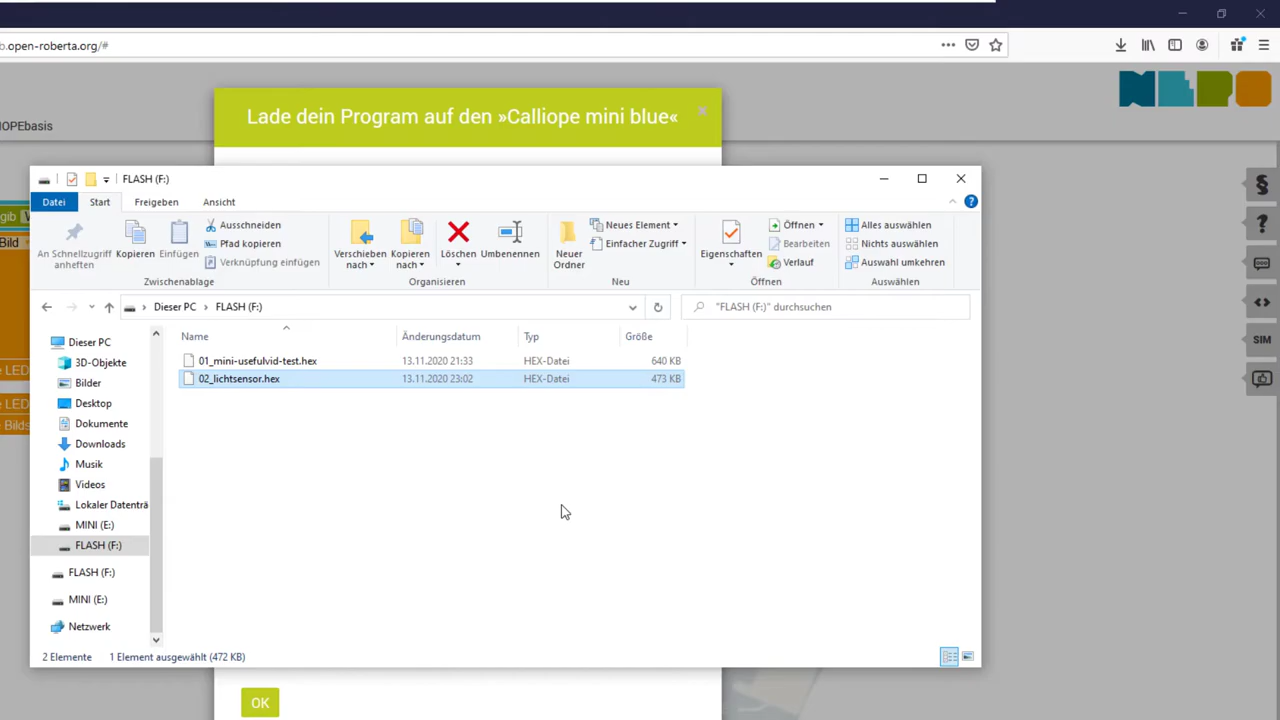 b.open-roberta.org/#
OPEbasis
Lade dein Program auf den »Calliope mini blue«
×
FLASH (F:)
Datei Start Freigeben Ansicht
An Schnellzugriff anheften
Kopieren
Einfügen
Ausschneiden
Pfad kopieren
Verknüpfung einfügen
Zwischenablage
Verschieben nach
Kopieren nach
Löschen
Umbenennen
Organisieren
Neuer Ordner
Neues Element
Einfacher Zugriff
Neu
Eigenschaften
Öffnen
Bearbeiten
Verlauf
Öffnen
Alles auswählen
Nichts auswählen
Auswahl umkehren
Auswählen
Dieser PC › FLASH (F:)
"FLASH (F:)" durchsuchen
Name Änderungsdatum Typ Größe
01_mini-usefulvid-test.hex 13.11.2020 21:33 HEX-Datei 640 KB
02_lichtsensor.hex 13.11.2020 23:02 HEX-Datei 473 KB
Dieser PC
3D-Objekte
Bilder
Desktop
Dokumente
Downloads
Musik
Videos
Lokaler Datenträ
MINI (E:)
FLASH (F:)
FLASH (F:)
MINI (E:)
Netzwerk
2 Elemente 1 Element ausgewählt (472 KB)
OK
gib
Bild
LED
LED
Bilds
§
?
SIM